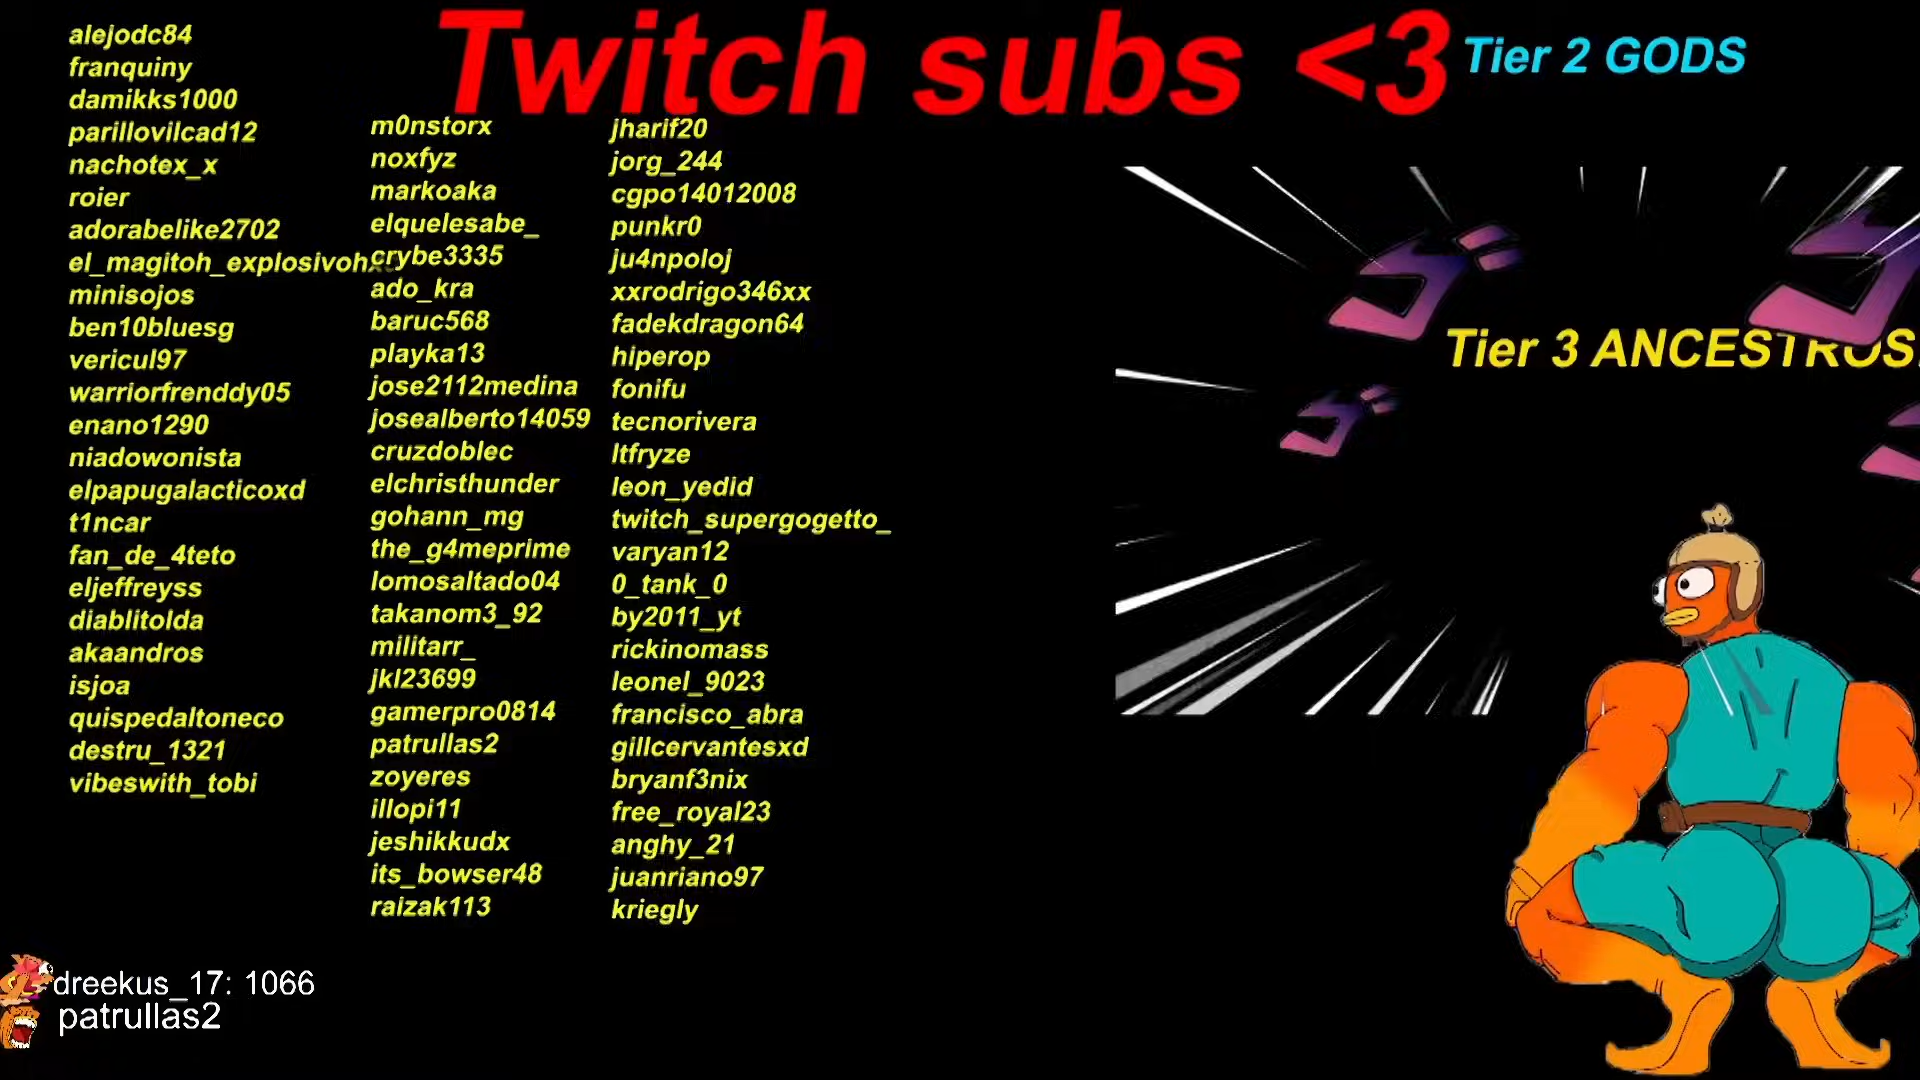 Twitch subs <3
Tier 2 GODS
alejodc84
franquiny
damikks1000
parillovilcad12
nachotex_x
roier
adorabelike2702
el_magitoh_explosivoh
minisojos
ben10bluesg
vericul97
warriorfrenddy05
enano1290
niadowonista
elpapugalacticoxd
t1ncar
fan_de_4teto
eljeffreyss
diablitolda
akaandros
isjoa
quispedaltoneco
destru_1321
vibeswith_tobi
m0nstorx
noxfyz
markoaka
elquelesabe_
crybe3335
ado_kra
baruc568
playka13
jose2112medina
josealberto14059
cruzdoblec
elchristhunder
gohann_mg
the_g4meprime
lomosaltado04
takanom3_92
militarr_
jkl23699
gamerpro0814
patrullas2
zoyeres
illopi11
jeshikkudx
its_bowser48
raizak113
jharif20
jorg_244
cgpo14012008
punkr0
ju4npoloj
xxrodrigo346xx
fadekdragon64
hiperop
fonifu
tecnorivera
ltfryze
leon_yedid
twitch_supergogetto_
varyan12
0_tank_0
by2011_yt
rickinomass
leonel_9023
francisco_abra
gillcervantesxd
bryanf3nix
free_royal23
anghy_21
juanriano97
kriegly
Tier 3 ANCESTROS
dreekus_17: 1066
patrullas2